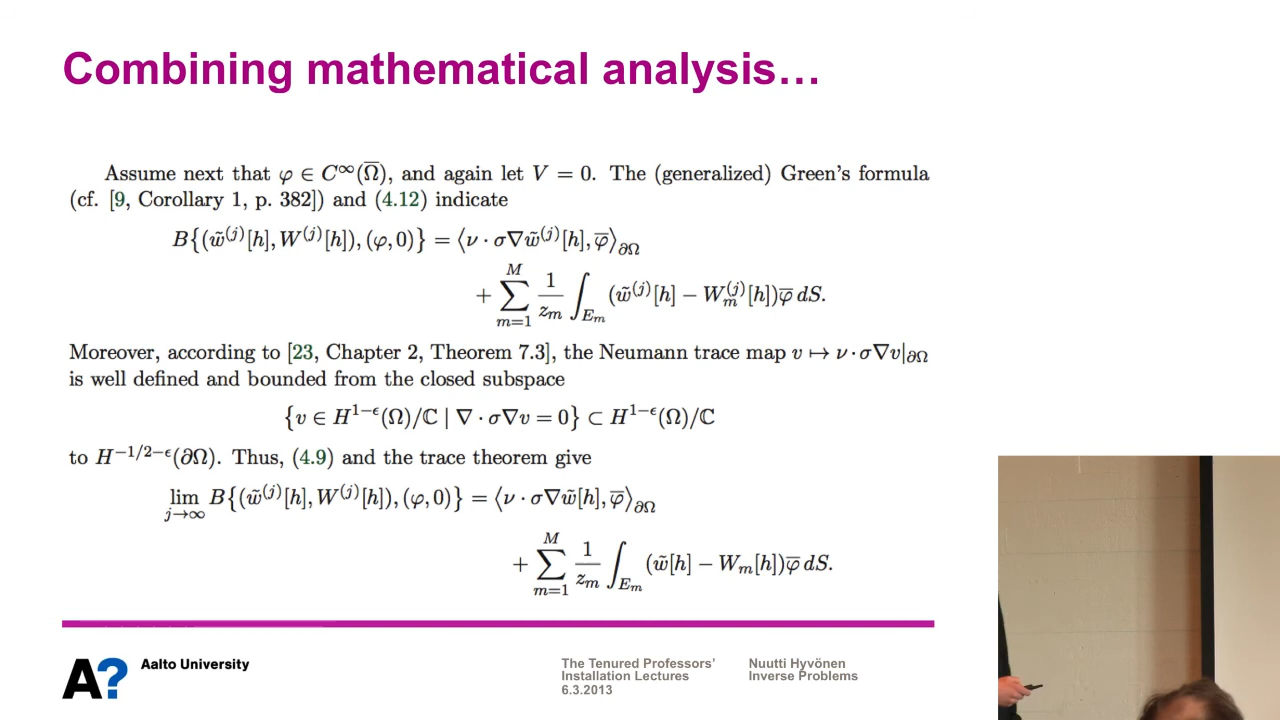 Combining mathematical analysis…
Assume next that φ ∈ C^∞(Ω̅), and again let V = 0. The (generalized) Green's formula
(cf. [9, Corollary 1, p. 382]) and (4.12) indicate
B{(w̃^(j)[h], W^(j)[h]), (φ, 0)} = ⟨ν · σ∇w̃^(j)[h], φ̅⟩_∂Ω
+ ∑_{m=1}^{M} 1/z_m ∫_{E_m} (w̃^(j)[h] − W_m^(j)[h])φ̅ dS.
Moreover, according to [23, Chapter 2, Theorem 7.3], the Neumann trace map v ↦ ν · σ∇v|_∂Ω
is well defined and bounded from the closed subspace
{v ∈ H^{1−ϵ}(Ω)/ℂ | ∇ · σ∇v = 0} ⊂ H^{1−ϵ}(Ω)/ℂ
to H^{−1/2−ϵ}(∂Ω). Thus, (4.9) and the trace theorem give
lim_{j→∞} B{(w̃^(j)[h], W^(j)[h]), (φ, 0)} = ⟨ν · σ∇w̃[h], φ̅⟩_∂Ω
+ ∑_{m=1}^{M} 1/z_m ∫_{E_m} (w̃[h] − W_m[h])φ̅ dS.
A?
Aalto University
The Tenured Professors'
Installation Lectures
6.3.2013
Nuutti Hyvönen
Inverse Problems